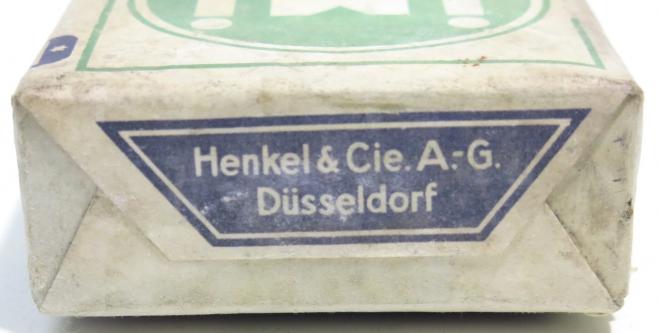 Henkel & Cie. A.-G.
Düsseldorf